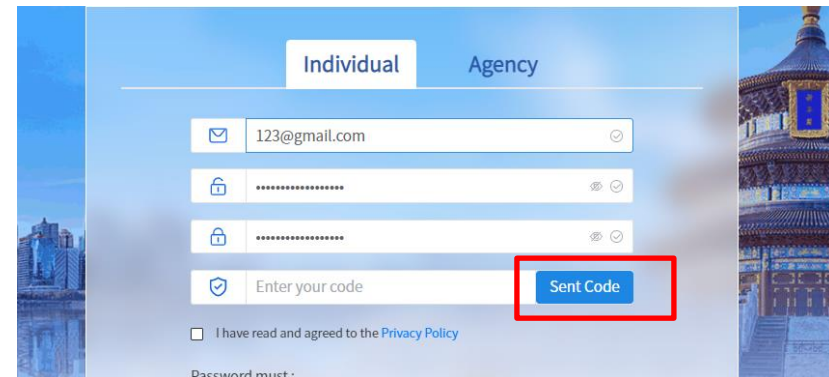 Individual Agency
123@gmail.com
Enter your code Sent Code
I have read and agreed to the Privacy Policy
Password must :